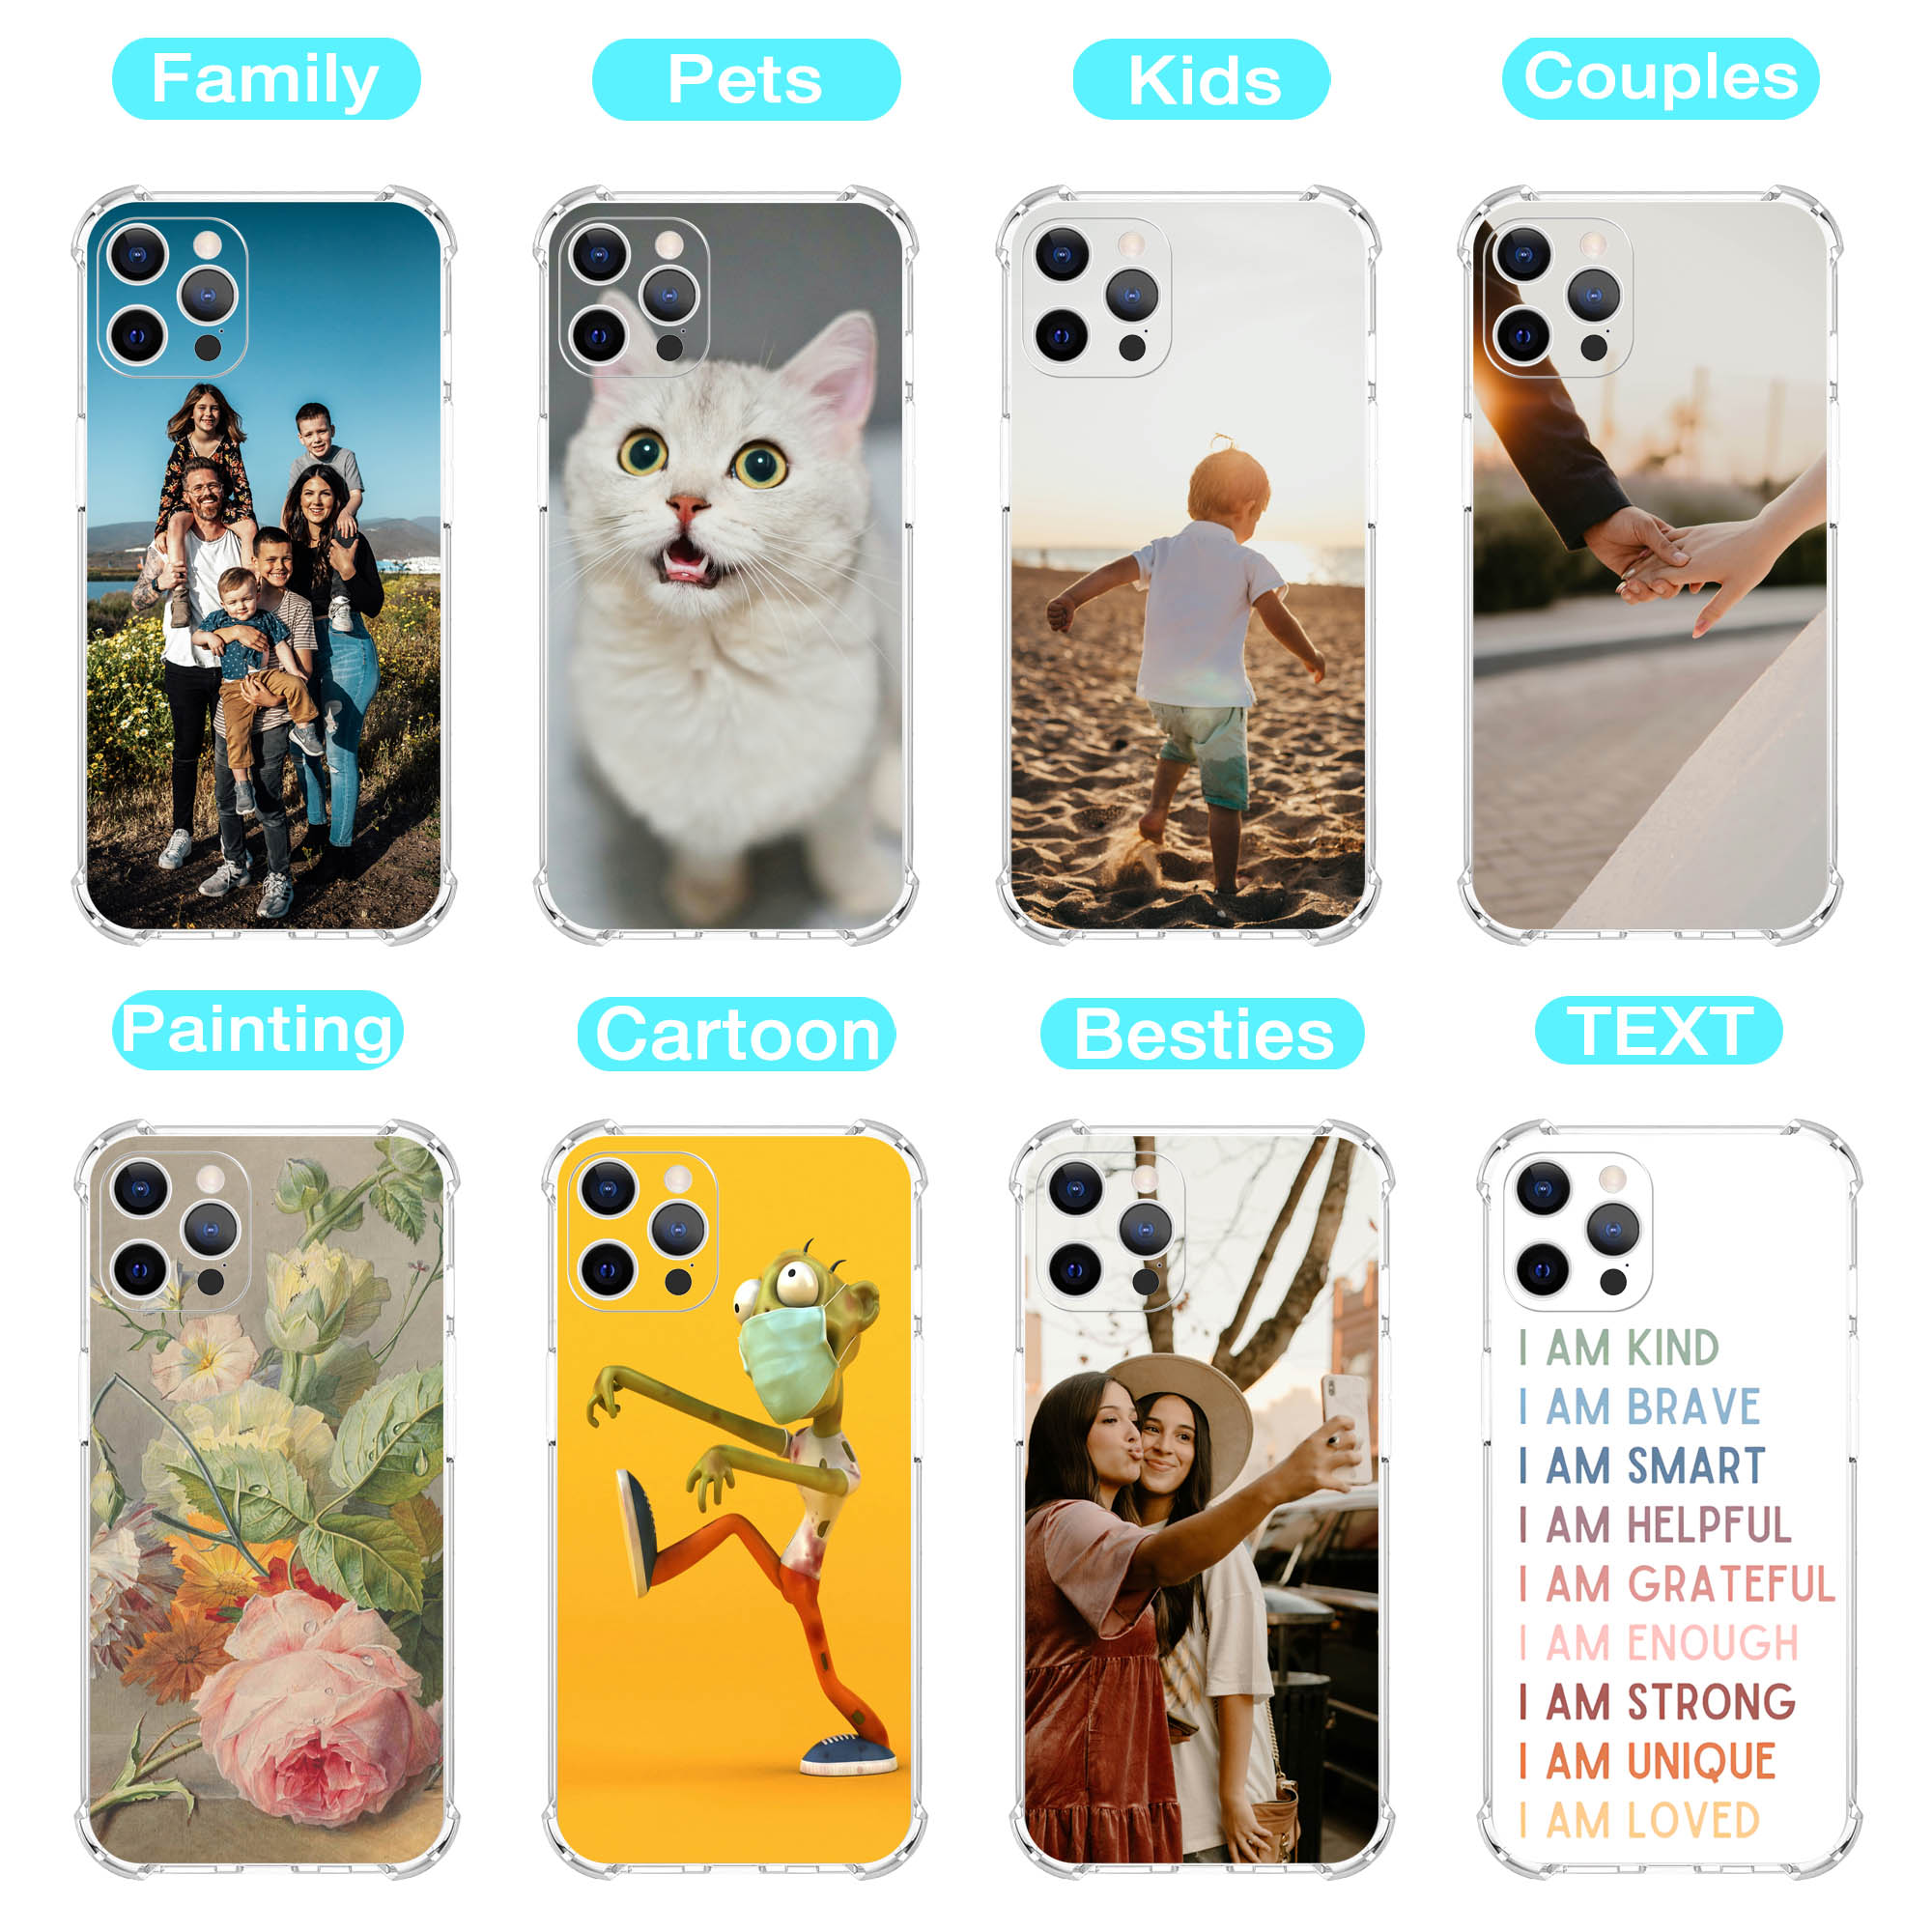 Family
Pets
Kids
Couples
Painting
Cartoon
Besties
TEXT
I AM KIND
I AM BRAVE
I AM SMART
I AM HELPFUL
I AM GRATEFUL
I AM ENOUGH
I AM STRONG
I AM UNIQUE
I AM LOVED